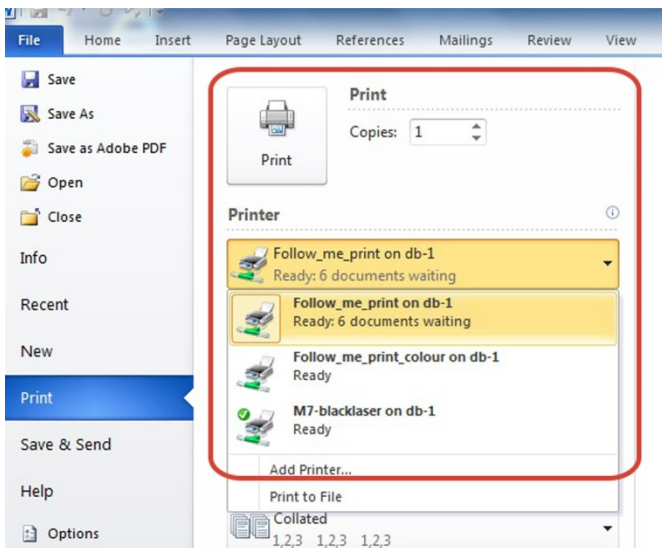 File Home Insert Page Layout References Mailings Review View
Save
Save As
Save as Adobe PDF
Open
Close
Info
Recent
New
Print
Save & Send
Help
Options
Print
Print
Copies: 1
Printer
Follow_me_print on db-1
Ready: 6 documents waiting
Follow_me_print on db-1
Ready: 6 documents waiting
Follow_me_print_colour on db-1
Ready
M7-blacklaser on db-1
Ready
Add Printer...
Print to File
Collated
1,2,3 1,2,3 1,2,3